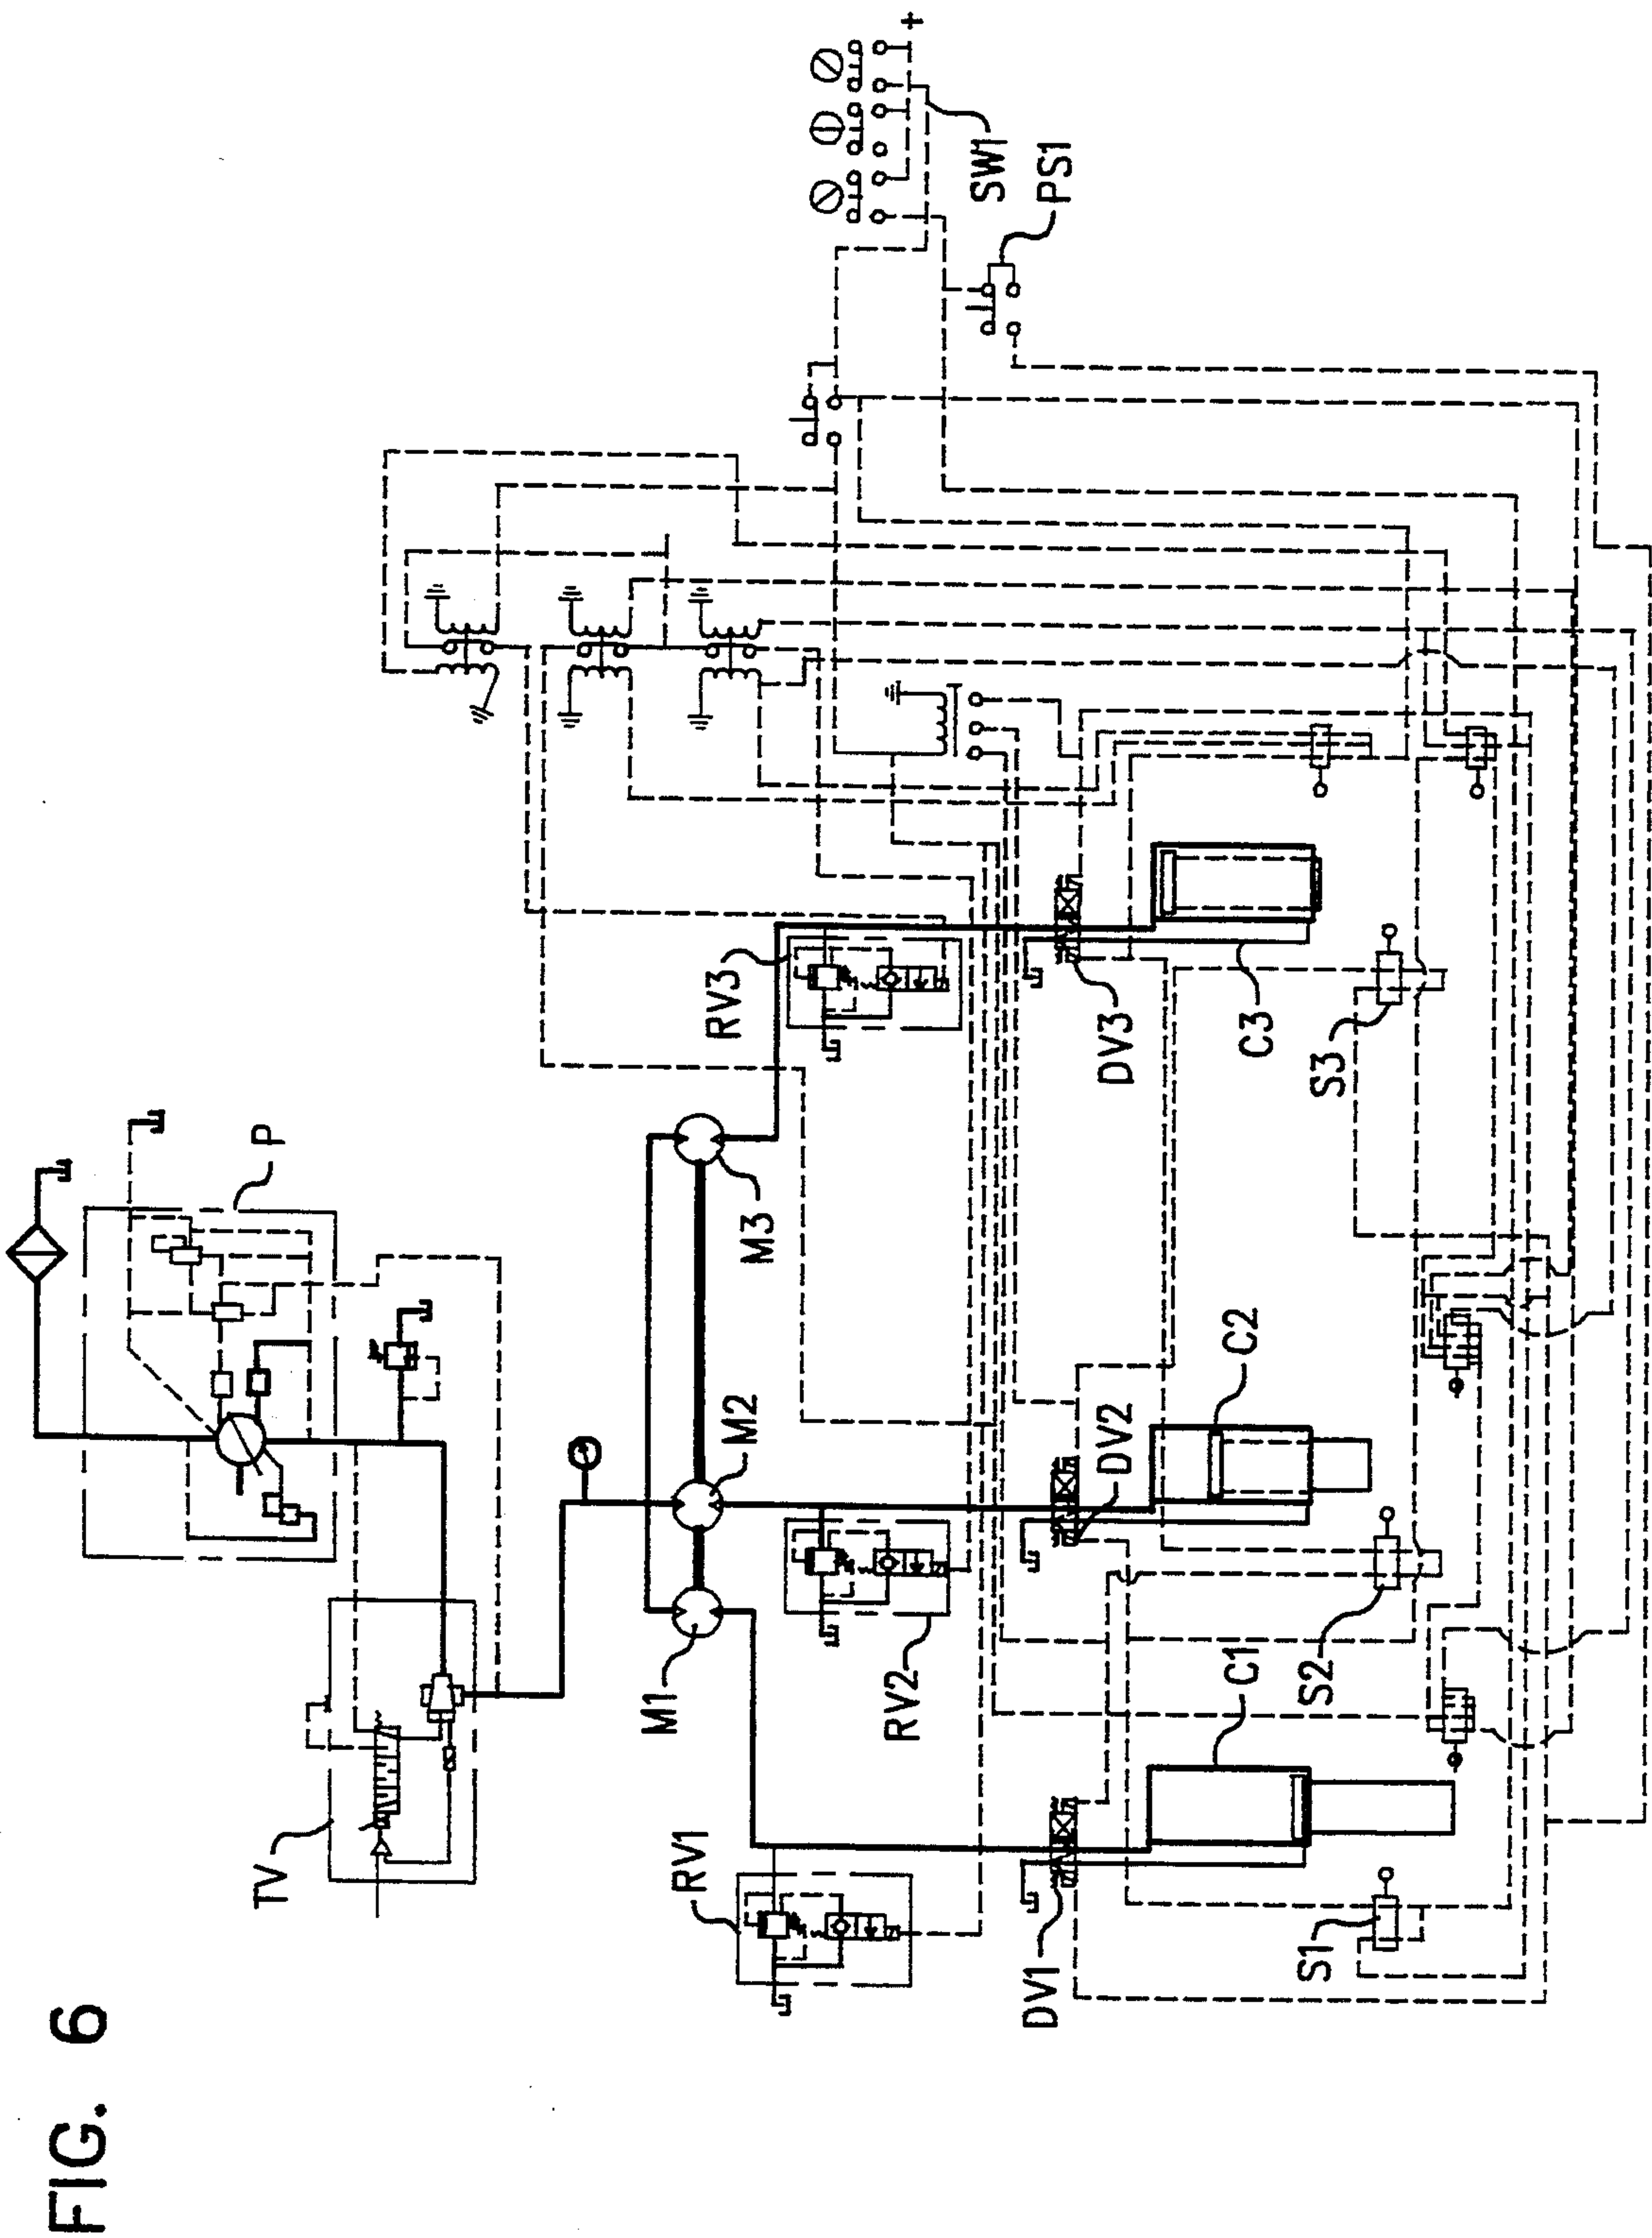 FIG. 6
TV
P
M1
M2
M3
RV1
RV2
RV3
DV1
DV2
DV3
C1
C2
C3
S1
S2
S3
SW1
PS1
+